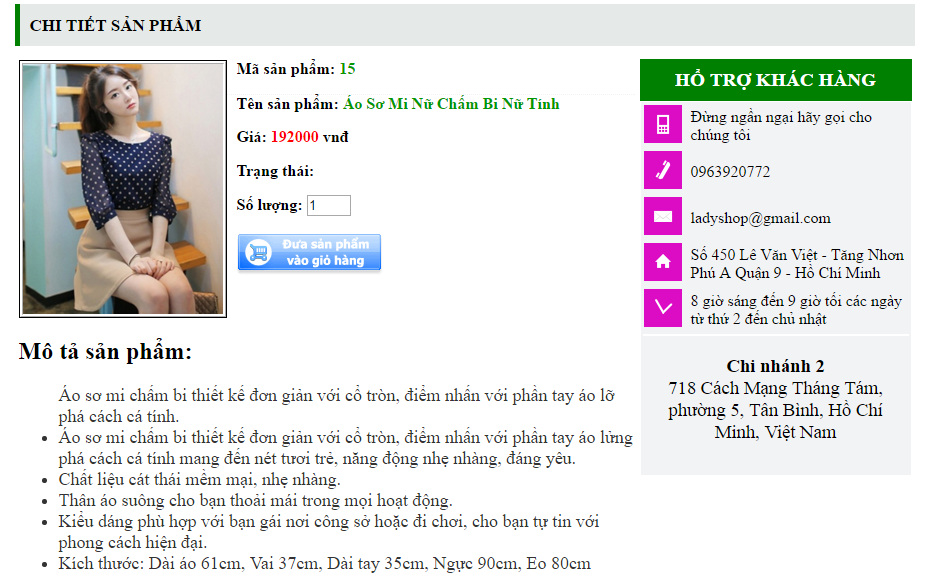 CHI TIẾT SẢN PHẨM
Mã sản phẩm: 15
Tên sản phẩm: Áo Sơ Mi Nữ Chấm Bi Nữ Tính
Giá: 192000 vnđ
Trạng thái:
Số lượng: 1
Đưa sản phẩm
vào giỏ hàng
HỖ TRỢ KHÁC HÀNG
Đừng ngần ngại hãy gọi cho
chúng tôi
0963920772
ladyshop@gmail.com
Số 450 Lê Văn Việt - Tăng Nhơn
Phú A Quận 9 - Hồ Chí Minh
8 giờ sáng đến 9 giờ tối các ngày
từ thứ 2 đến chủ nhật
Chi nhánh 2
718 Cách Mạng Tháng Tám,
phường 5, Tân Bình, Hồ Chí
Minh, Việt Nam
Mô tả sản phẩm:
Áo sơ mi chấm bi thiết kế đơn giản với cổ tròn, điểm nhấn với phần tay áo lỡ
phá cách cá tính.
Áo sơ mi chấm bi thiết kế đơn giản với cổ tròn, điểm nhấn với phần tay áo lửng
phá cách cá tính mang đến nét tươi trẻ, năng động nhẹ nhàng, đáng yêu.
Chất liệu cát thái mềm mại, nhẹ nhàng.
Thân áo suông cho bạn thoải mái trong mọi hoạt động.
Kiểu dáng phù hợp với bạn gái nơi công sở hoặc đi chơi, cho bạn tự tin với
phong cách hiện đại.
Kích thước: Dài áo 61cm, Vai 37cm, Dài tay 35cm, Ngực 90cm, Eo 80cm